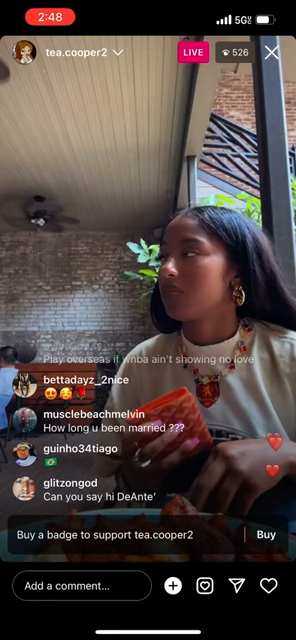 2:48
5G
tea.cooper2
LIVE
526
Play overseas if wnba ain't showing no love
bettadayz_2nice
😍🥰🌹
musclebeachmelvin
How long u been married ???
guinho34tiago
🇧🇷
glitzongod
Can you say hi DeAnte’
Buy a badge to support tea.cooper2
Buy
Add a comment...